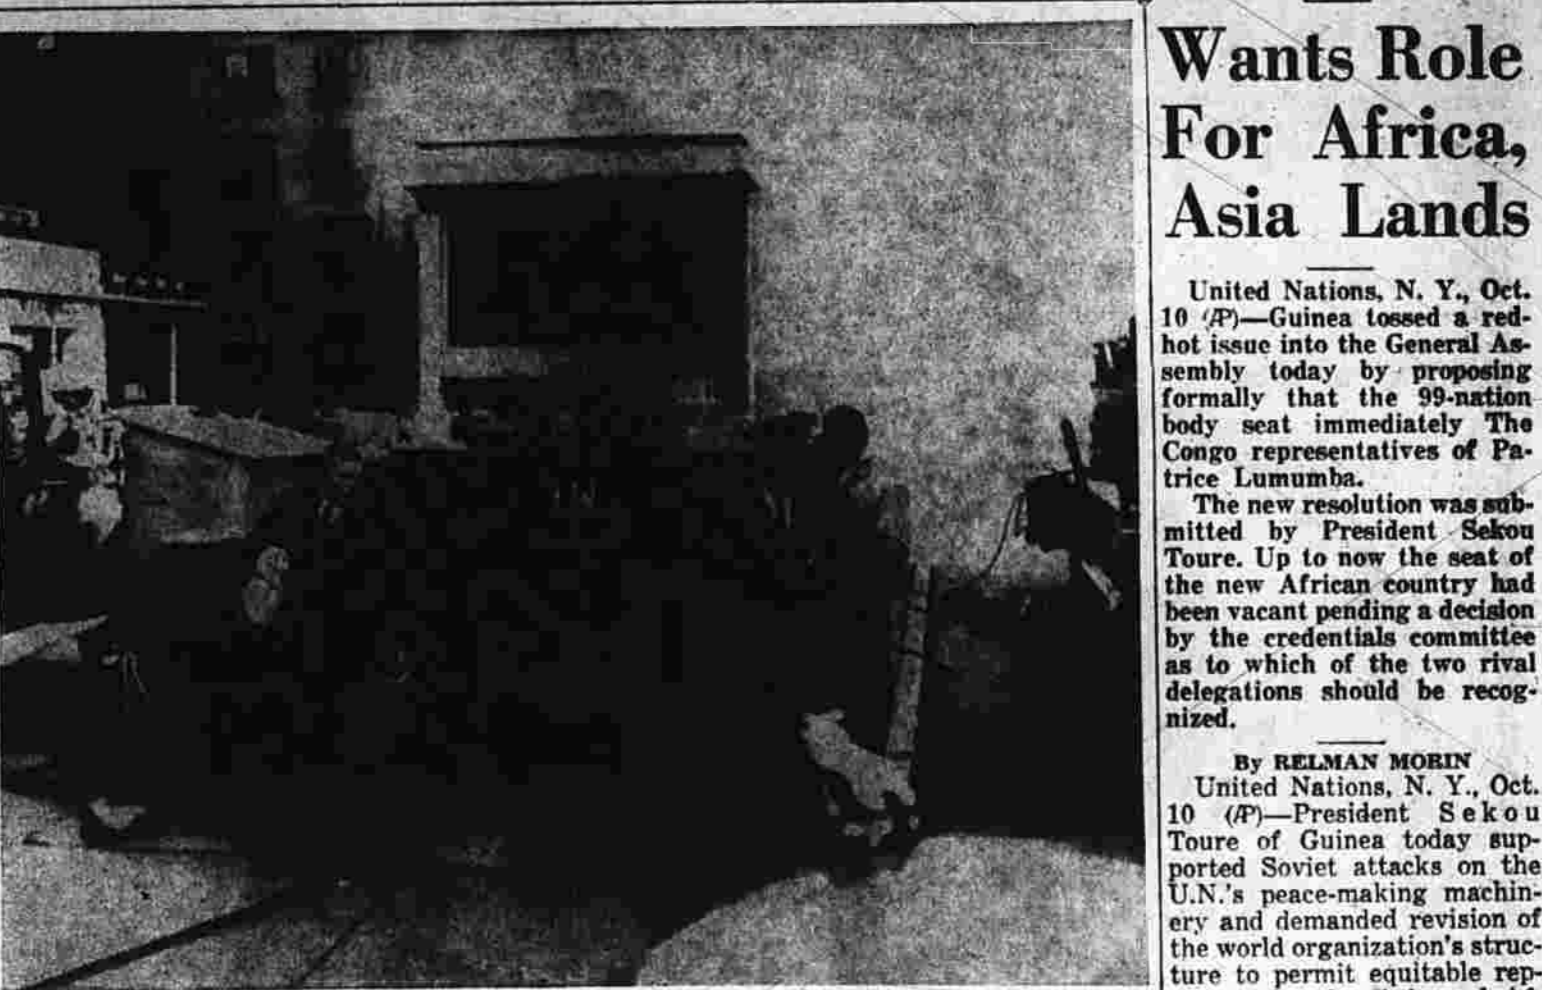 Wants Role
For Africa,
Asia Lands
United Nations, N. Y., Oct.
10 (AP)—Guinea tossed a red-
hot issue into the General As-
sembly today by proposing
formally that the 99-nation
body seat immediately The
Congo representatives of Pa-
trice Lumumba.
The new resolution was sub-
mitted by President Sekou
Toure. Up to now the seat of
the new African country had
been vacant pending a decision
by the credentials committee
as to which of the two rival
delegations should be recog-
nized.
By RELMAN MORIN
United Nations, N. Y., Oct.
10 (AP)—President Sekou
Toure of Guinea today sup-
ported Soviet attacks on the
U.N.'s peace-making machin-
ery and demanded revision of
the world organization's struc-
ture to permit equitable rep-